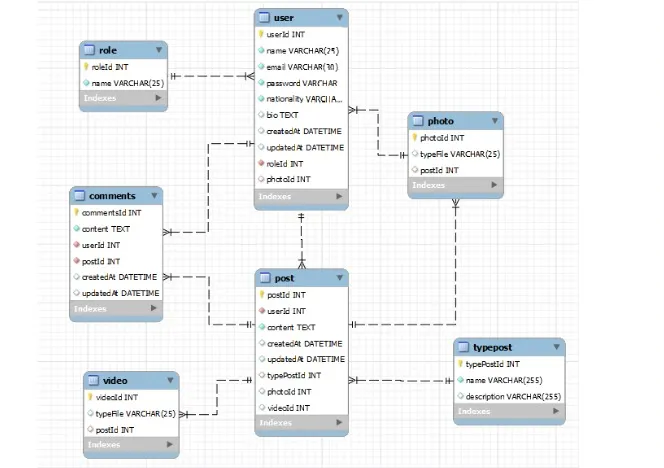 user
userId INT
name VARCHAR(25)
email VARCHAR(30)
password VARCHAR
nationality VARCHA...
bio TEXT
createdAt DATETIME
updatedAt DATETIME
roleId INT
photoId INT
Indexes
role
roleId INT
name VARCHAR(25)
Indexes
photo
photoId INT
typeFile VARCHAR(25)
postId INT
Indexes
comments
commentsId INT
content TEXT
userId INT
postId INT
createdAt DATETIME
updatedAt DATETIME
Indexes
post
postId INT
userId INT
content TEXT
createdAt DATETIME
updatedAt DATETIME
typePostId INT
photoId INT
videoId INT
Indexes
typepost
typePostId INT
name VARCHAR(255)
description VARCHAR(255)
Indexes
video
videoId INT
typeFile VARCHAR(25)
postId INT
Indexes